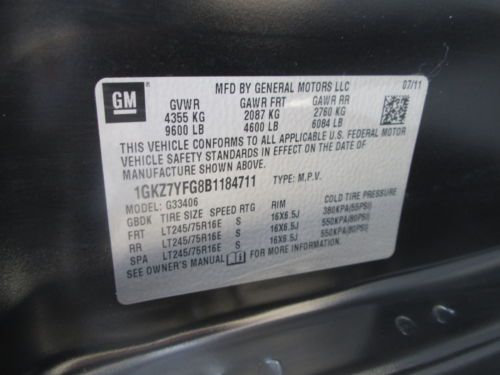 GM
MFD BY GENERAL MOTORS LLC 07/11
GVWR GAWR FRT GAWR RR
4355 KG 2087 KG 2760 KG
9600 LB 4600 LB 6084 LB
THIS VEHICLE CONFORMS TO ALL APPLICABLE U.S. FEDERAL MOTOR
VEHICLE SAFETY STANDARDS IN EFFECT ON THE DATE OF
MANUFACTURE SHOWN ABOVE.
1GKZ7YFG8B1184711 TYPE: M.P.V.
MODEL: G33406
GBDK TIRE SIZE SPEED RTG RIM COLD TIRE PRESSURE
FRT LT245/75R16E S 16X6.5J 380KPA(55PSI)
RR LT245/75R16E S 16X6.5J 550KPA(80PSI)
SPA LT245/75R16E S 16X6.5J 550KPA(80PSI)
SEE OWNER'S MANUAL FOR MORE INFORMATION.